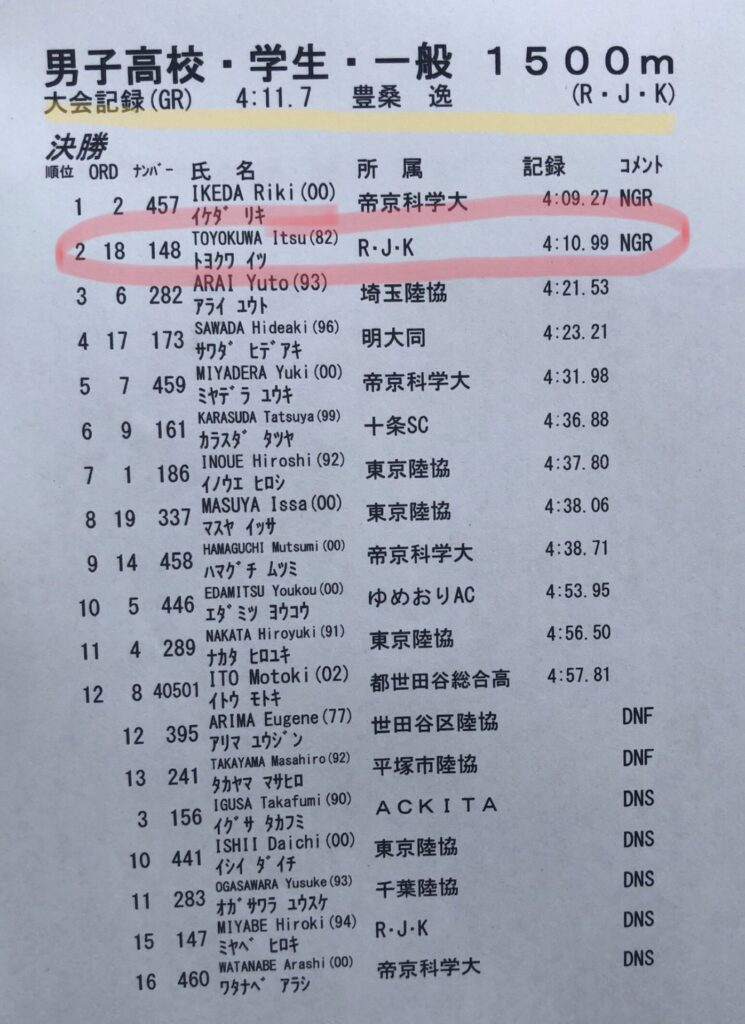 男子高校・学生・一般 １５００ｍ
大会記録(GR) 4:11.7 豊桑 逸 (R・J・K)
決勝
順位 ORD ﾅﾝﾊﾞｰ 氏 名 所 属 記録 ｺﾒﾝﾄ
1 2 457 IKEDA Riki(00) 帝京科学大 4:09.27 NGR
ｲｹﾀﾞ ﾘｷ
2 18 148 TOYOKUWA Itsu(82) R・J・K 4:10.99 NGR
ﾄﾖｸﾜ ｲﾂ
3 6 282 ARAI Yuto(93) 埼玉陸協 4:21.53
ｱﾗｲ ﾕｳﾄ
4 17 173 SAWADA Hideaki(96) 明大同 4:23.21
ｻﾜﾀﾞ ﾋﾃﾞｱｷ
5 7 459 MIYADERA Yuki(00) 帝京科学大 4:31.98
ﾐﾔﾃﾞﾗ ﾕｳｷ
6 9 161 KARASUDA Tatsuya(99) 十条SC 4:36.88
ｶﾗｽﾀﾞ ﾀﾂﾔ
7 1 186 INOUE Hiroshi(92) 東京陸協 4:37.80
ｲﾉｳｴ ﾋﾛｼ
8 19 337 MASUYA Issa(00) 東京陸協 4:38.06
ﾏｽﾔ ｲｯｻ
9 14 458 HAMAGUCHI Mutsumi(00) 帝京科学大 4:38.71
ﾊﾏｸﾞﾁ ﾑﾂﾐ
10 5 446 EDAMITSU Youkou(00) ゆめおりAC 4:53.95
ｴﾀﾞﾐﾂ ﾖｳｺｳ
11 4 289 NAKATA Hiroyuki(91) 東京陸協 4:56.50
ﾅｶﾀ ﾋﾛﾕｷ
12 8 40501 ITO Motoki(02) 都世田谷総合高 4:57.81
ｲﾄｳ ﾓﾄｷ
12 395 ARIMA Eugene(77) 世田谷区陸協 DNF
ｱﾘﾏ ﾕｳｼﾞﾝ
13 241 TAKAYAMA Masahiro(92) 平塚市陸協 DNF
ﾀｶﾔﾏ ﾏｻﾋﾛ
3 156 IGUSA Takafumi(90) ＡＣＫＩＴＡ DNS
ｲｸﾞｻ ﾀｶﾌﾐ
10 441 ISHII Daichi(00) 東京陸協 DNS
ｲｼｲ ﾀﾞｲﾁ
11 283 OGASAWARA Yusuke(93) 千葉陸協 DNS
ｵｶﾞｻﾜﾗ ﾕｳｽｹ
15 147 MIYABE Hiroki(94) R・J・K DNS
ﾐﾔﾍﾞ ﾋﾛｷ
16 460 WATANABE Arashi(00) 帝京科学大 DNS
ﾜﾀﾅﾍﾞ ｱﾗｼ